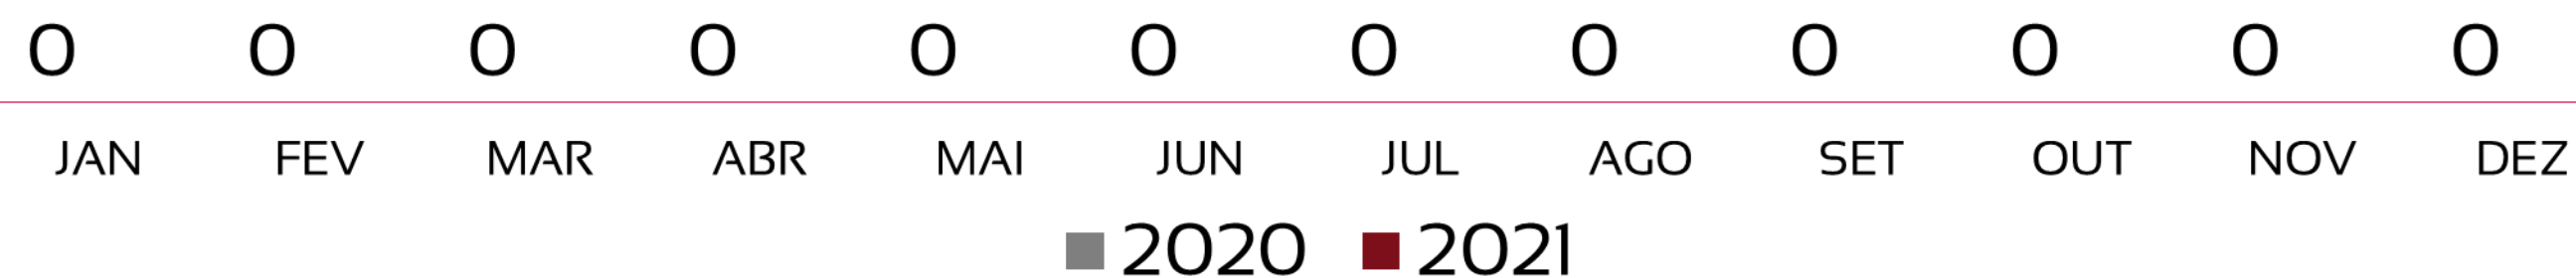 0 0 0 0 0 0 0 0 0 0 0 0
JAN FEV MAR ABR MAI JUN JUL AGO SET OUT NOV DEZ
2020 2021